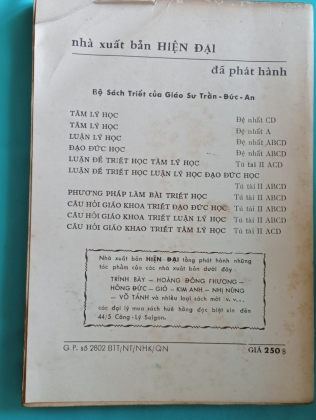 nhà xuất bản HIỆN ĐẠI
đã phát hành
Bộ Sách Triết của Giáo Sư Trần-Đức-An
TÂM LÝ HỌC Đệ nhất CD
TÂM LÝ HỌC Đệ nhất A
LUẬN LÝ HỌC Đệ nhất ABCD
ĐẠO ĐỨC HỌC Đệ nhất ABCD
LUẬN ĐỀ TRIẾT HỌC TÂM LÝ HỌC Tú tài II ACD
LUẬN ĐỀ TRIẾT HỌC LUẬN LÝ HỌC ĐẠO ĐỨC HỌC
Tú tài II ABCD
PHƯƠNG PHÁP LÀM BÀI TRIẾT HỌC Tú tài II ABCD
CÂU HỎI GIÁO KHOA TRIẾT ĐẠO ĐỨC HỌC Tú tài II ABCD
CÂU HỎI GIÁO KHOA TRIẾT LUẬN LÝ HỌC Tú tài II ABCD
CÂU HỎI GIÁO KHAO TRIẾT TÂM LÝ HỌC Tú tài II ACD
Nhà xuất bản HIỆN ĐẠI tổng phát hành những
tác phẩm của các nhà xuất bản dưới đây:
TRÌNH BÀY — HOÀNG ĐÔNG PHƯƠNG —
HỒNG ĐỨC — GIÓ — KIM ANH — NHỊ NÙNG
— VÕ TÁNH và nhiều loại sách mới v.v...
các đại lý mua sách huê hồng đặc biệt xin đến
44/5 Công-Lý Saigon.
G.P. số 2802 BTT/NT/NHK/QN GIÁ 250$